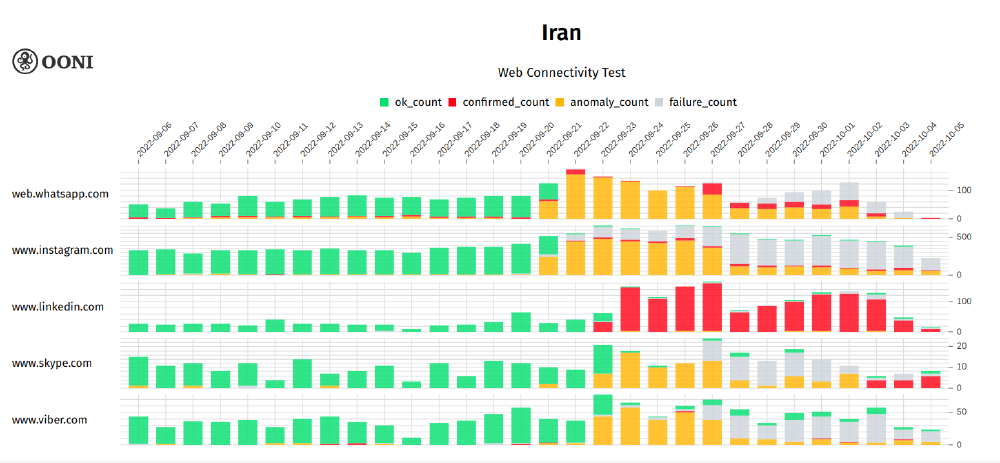 Iran
OONI
Web Connectivity Test
ok_count confirmed_count anomaly_count failure_count
2022-09-06 2022-09-07 2022-09-08 2022-09-09 2022-09-10 2022-09-11 2022-09-12 2022-09-13 2022-09-14 2022-09-15 2022-09-16 2022-09-17 2022-09-18 2022-09-19 2022-09-20 2022-09-21 2022-09-22 2022-09-23 2022-09-24 2022-09-25 2022-09-26 2022-09-27 2022-09-28 2022-09-29 2022-09-30 2022-10-01 2022-10-02 2022-10-03 2022-10-04 2022-10-05
web.whatsapp.com
100
0
www.instagram.com
500
0
www.linkedin.com
100
0
www.skype.com
20
10
0
www.viber.com
50
0